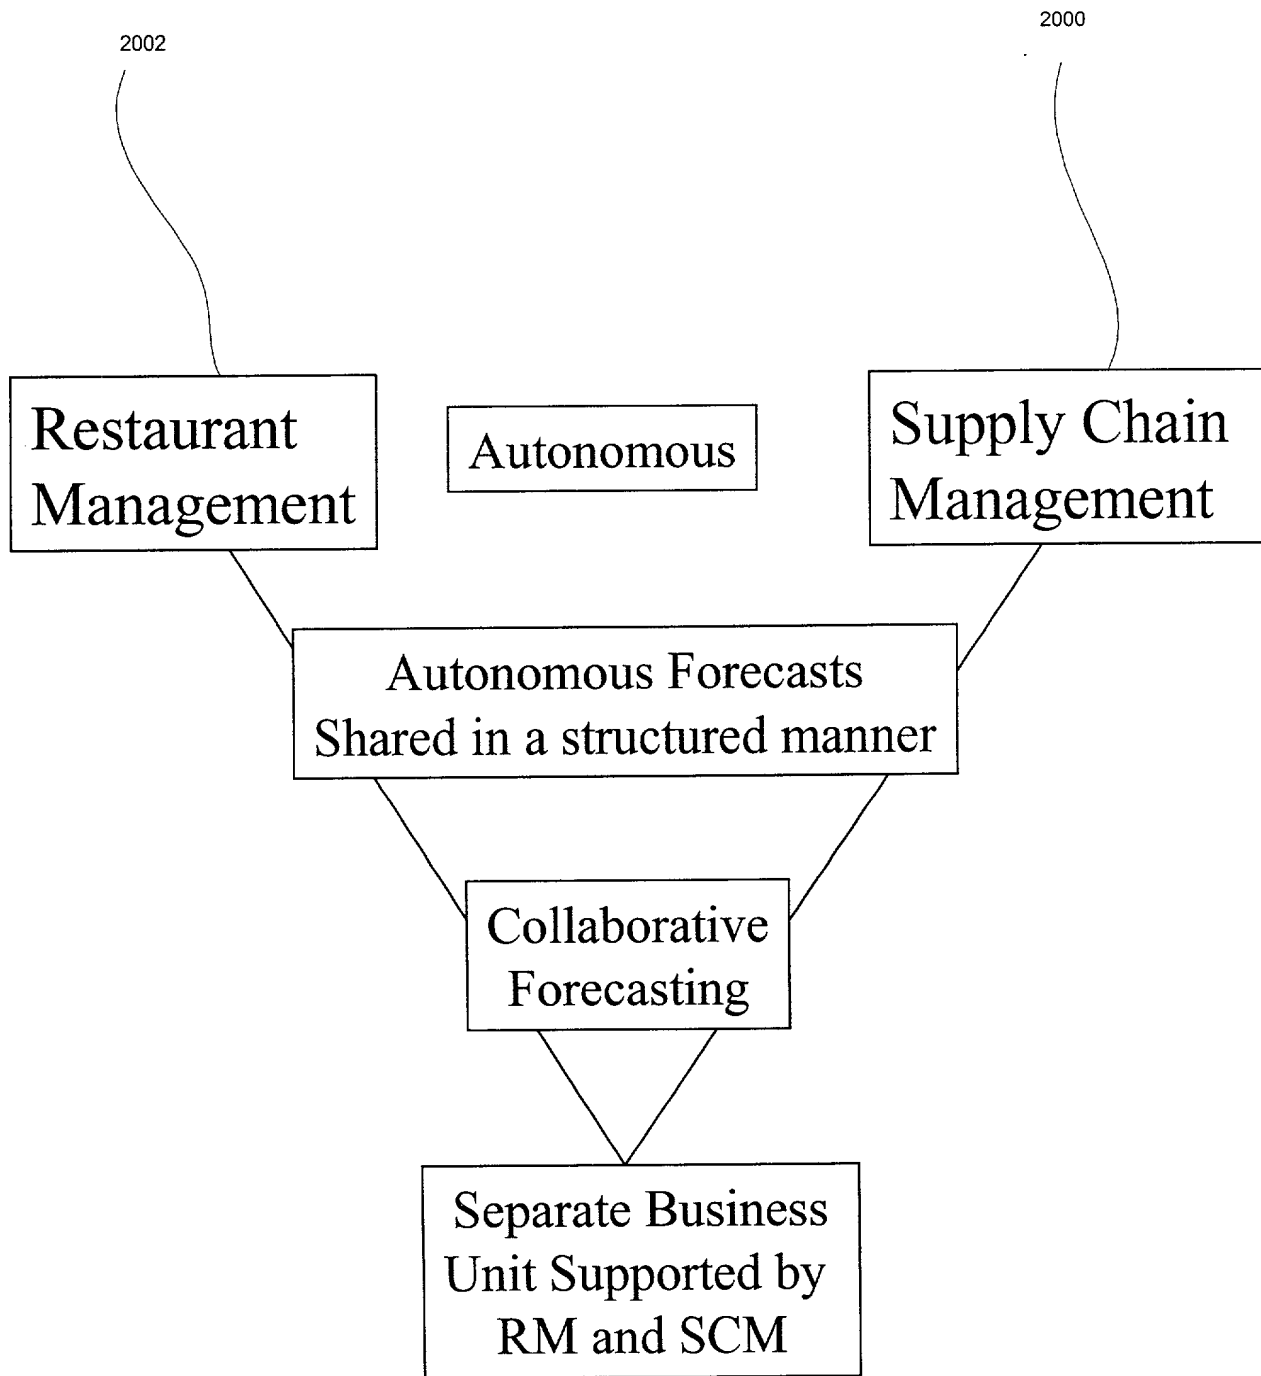 2002
2000
Restaurant
Management
Autonomous
Supply Chain
Management
Autonomous Forecasts
Shared in a structured manner
Collaborative
Forecasting
Separate Business
Unit Supported by
RM and SCM